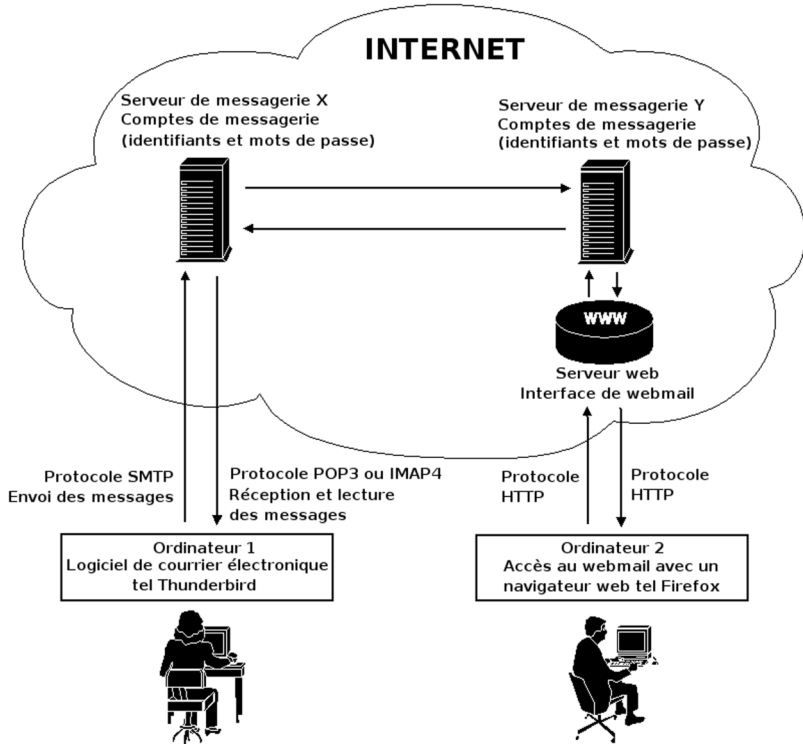 INTERNET
Serveur de messagerie X
Comptes de messagerie
(identifiants et mots de passe)
Serveur de messagerie Y
Comptes de messagerie
(identifiants et mots de passe)
WWW
Serveur web
Interface de webmail
Protocole SMTP
Envoi des messages
Protocole POP3 ou IMAP4
Réception et lecture
des messages
Protocole
HTTP
Protocole
HTTP
Ordinateur 1
Logiciel de courrier électronique
tel Thunderbird
Ordinateur 2
Accès au webmail avec un
navigateur web tel Firefox